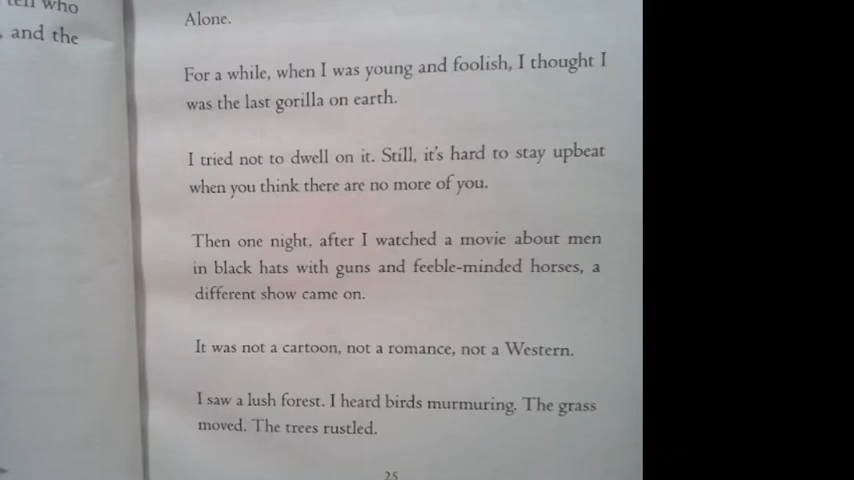 who
, and the
Alone.
For a while, when I was young and foolish, I thought I
was the last gorilla on earth.
I tried not to dwell on it. Still, it's hard to stay upbeat
when you think there are no more of you.
Then one night, after I watched a movie about men
in black hats with guns and feeble-minded horses, a
different show came on.
It was not a cartoon, not a romance, not a Western.
I saw a lush forest. I heard birds murmuring. The grass
moved. The trees rustled.
25